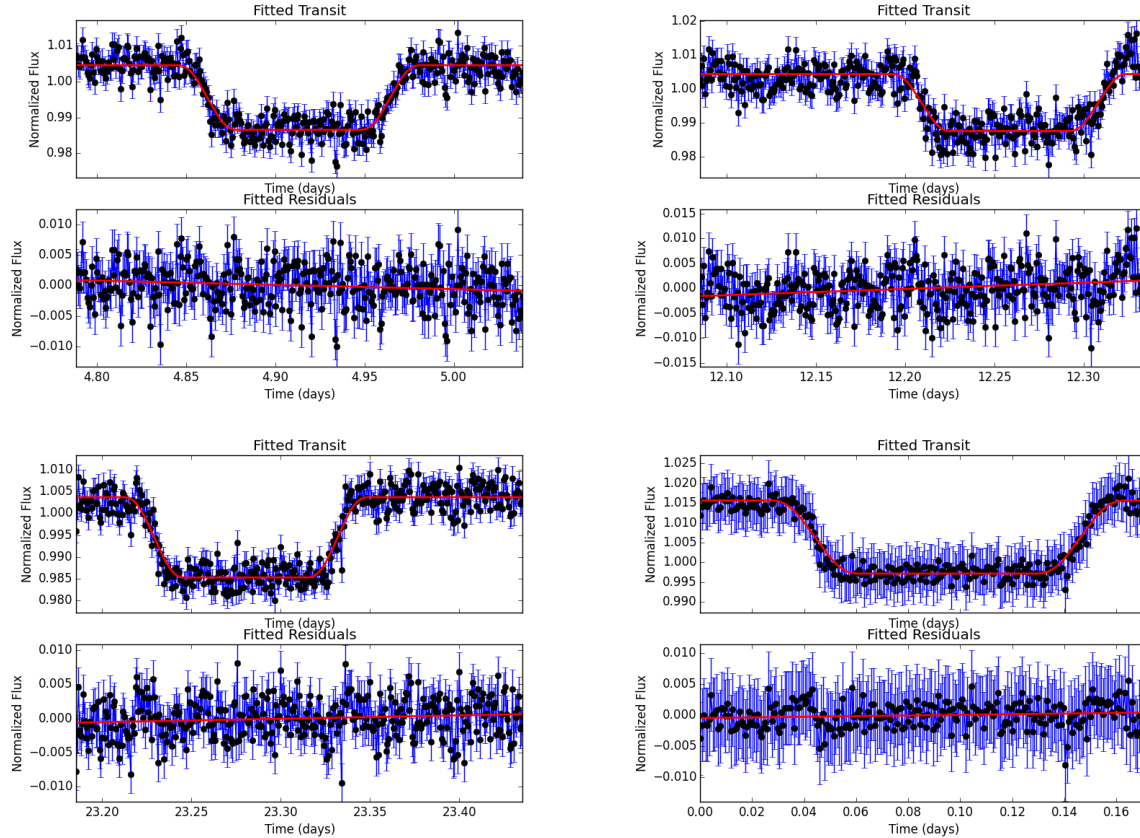 Fitted Transit
Normalized Flux
1.01
1.00
0.99
0.98
Time (days)
Fitted Residuals
Normalized Flux
0.010
0.005
0.000
−0.005
−0.010
4.80 4.85 4.90 4.95 5.00
Time (days)
Fitted Transit
Normalized Flux
1.02
1.00
0.98
Time (days)
Fitted Residuals
Normalized Flux
0.015
0.010
0.005
0.000
−0.005
−0.010
−0.015
12.10 12.15 12.20 12.25 12.30
Time (days)
Fitted Transit
Normalized Flux
1.010
1.005
1.000
0.995
0.990
0.985
0.980
Time (days)
Fitted Residuals
Normalized Flux
0.010
0.005
0.000
−0.005
−0.010
23.20 23.25 23.30 23.35 23.40
Time (days)
Fitted Transit
Normalized Flux
1.025
1.020
1.015
1.010
1.005
1.000
0.995
0.990
Time (days)
Fitted Residuals
Normalized Flux
0.010
0.005
0.000
−0.005
−0.010
0.00 0.02 0.04 0.06 0.08 0.10 0.12 0.14 0.16
Time (days)